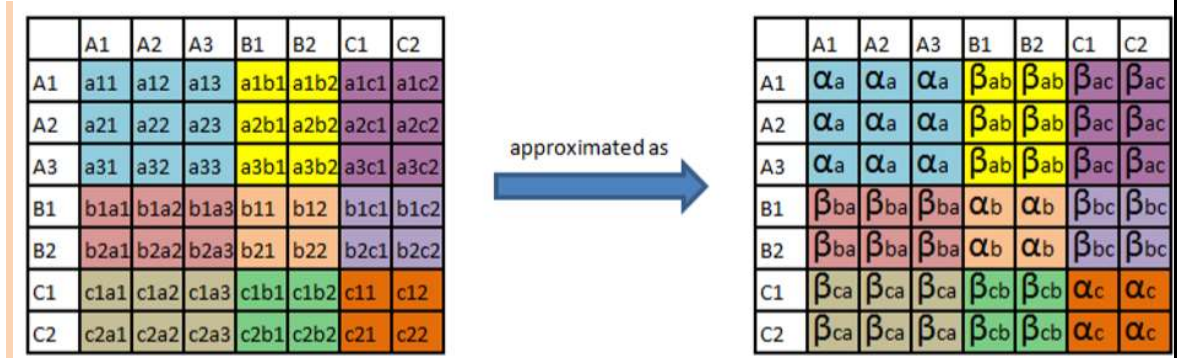 A1 A2 A3 B1 B2 C1 C2
A1 a11 a12 a13 a1b1 a1b2 a1c1 a1c2
A2 a21 a22 a23 a2b1 a2b2 a2c1 a2c2
A3 a31 a32 a33 a3b1 a3b2 a3c1 a3c2
B1 b1a1 b1a2 b1a3 b11 b12 b1c1 b1c2
B2 b2a1 b2a2 b2a3 b21 b22 b2c1 b2c2
C1 c1a1 c1a2 c1a3 c1b1 c1b2 c11 c12
C2 c2a1 c2a2 c2a3 c2b1 c2b2 c21 c22
approximated as
A1 A2 A3 B1 B2 C1 C2
A1 αa αa αa βab βab βac βac
A2 αa αa αa βab βab βac βac
A3 αa αa αa βab βab βac βac
B1 βba βba βba αb αb βbc βbc
B2 βba βba βba αb αb βbc βbc
C1 βca βca βca βcb βcb αc αc
C2 βca βca βca βcb βcb αc αc